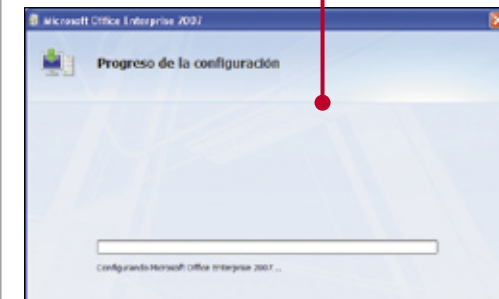 Microsoft Office Enterprise 2007
Progreso de la configuración
Configurando Microsoft Office Enterprise 2007 ...